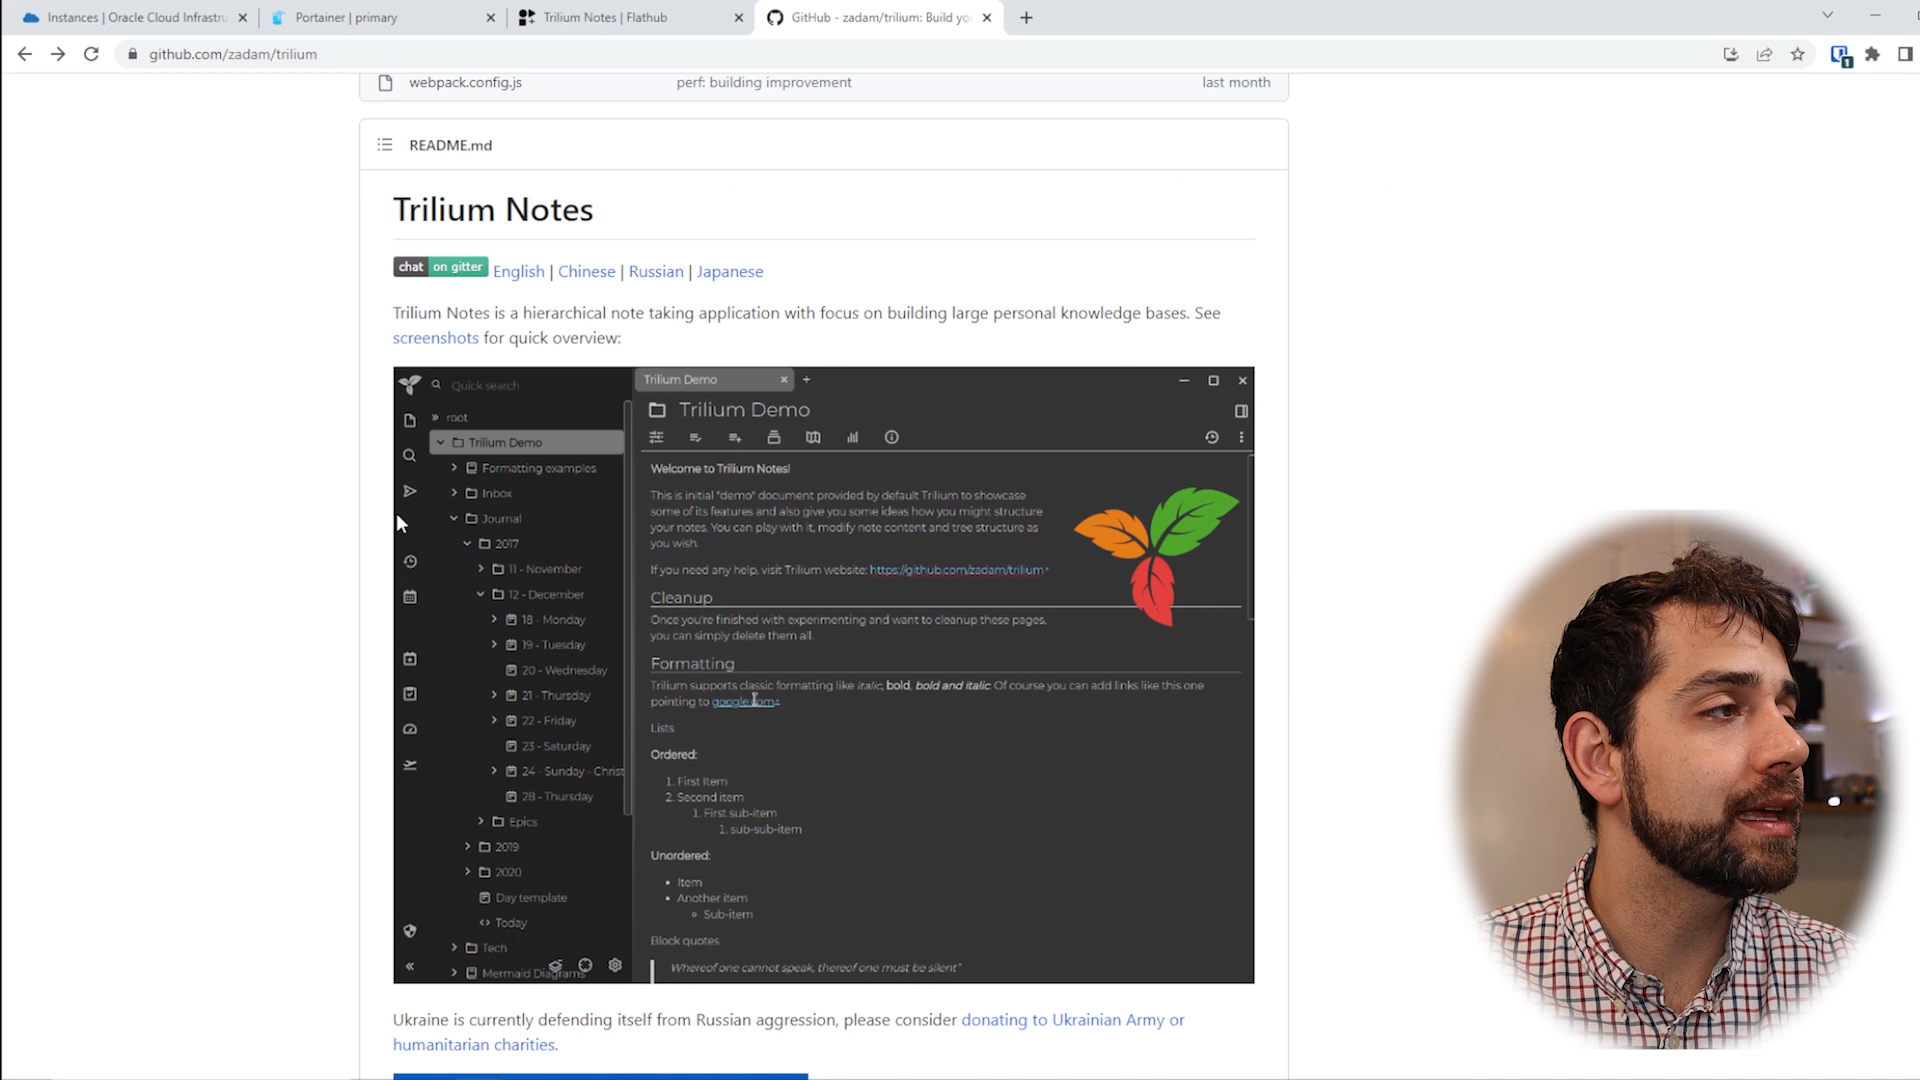 Instances | Oracle Cloud Infrastru
Portainer | primary
Trilium Notes | Flathub
GitHub - zadam/trilium: Build yo
github.com/zadam/trilium
webpack.config.js
perf: building improvement
last month
README.md
Trilium Notes
chat on gitter English | Chinese | Russian | Japanese
Trilium Notes is a hierarchical note taking application with focus on building large personal knowledge bases. See
screenshots for quick overview:
Quick search
root
Trilium Demo
Formatting examples
Inbox
Journal
2017
11 - November
12 - December
18 - Monday
19 - Tuesday
20 - Wednesday
21 - Thursday
22 - Friday
23 - Saturday
24 - Sunday - Christ
28 - Thursday
Epics
2019
2020
Day template
Today
Tech
Mermaid Diagrams
Trilium Demo
Trilium Demo
Welcome to Trilium Notes!
This is initial "demo" document provided by default Trilium to showcase
some of its features and also give you some ideas how you might structure
your notes. You can play with it, modify note content and tree structure as
you wish.
If you need any help, visit Trilium website: https://github.com/zadam/trilium
Cleanup
Once you're finished with experimenting and want to cleanup these pages,
you can simply delete them all.
Formatting
Trilium supports classic formatting like italic, bold, bold and italic. Of course you can add links like this one
pointing to google.com
Lists
Ordered:
1. First Item
2. Second item
1. First sub-item
1. sub-sub-item
Unordered:
• Item
• Another item
◦ Sub-item
Block quotes
Whereof one cannot speak, thereof one must be silent"
Ukraine is currently defending itself from Russian aggression, please consider donating to Ukrainian Army or
humanitarian charities.